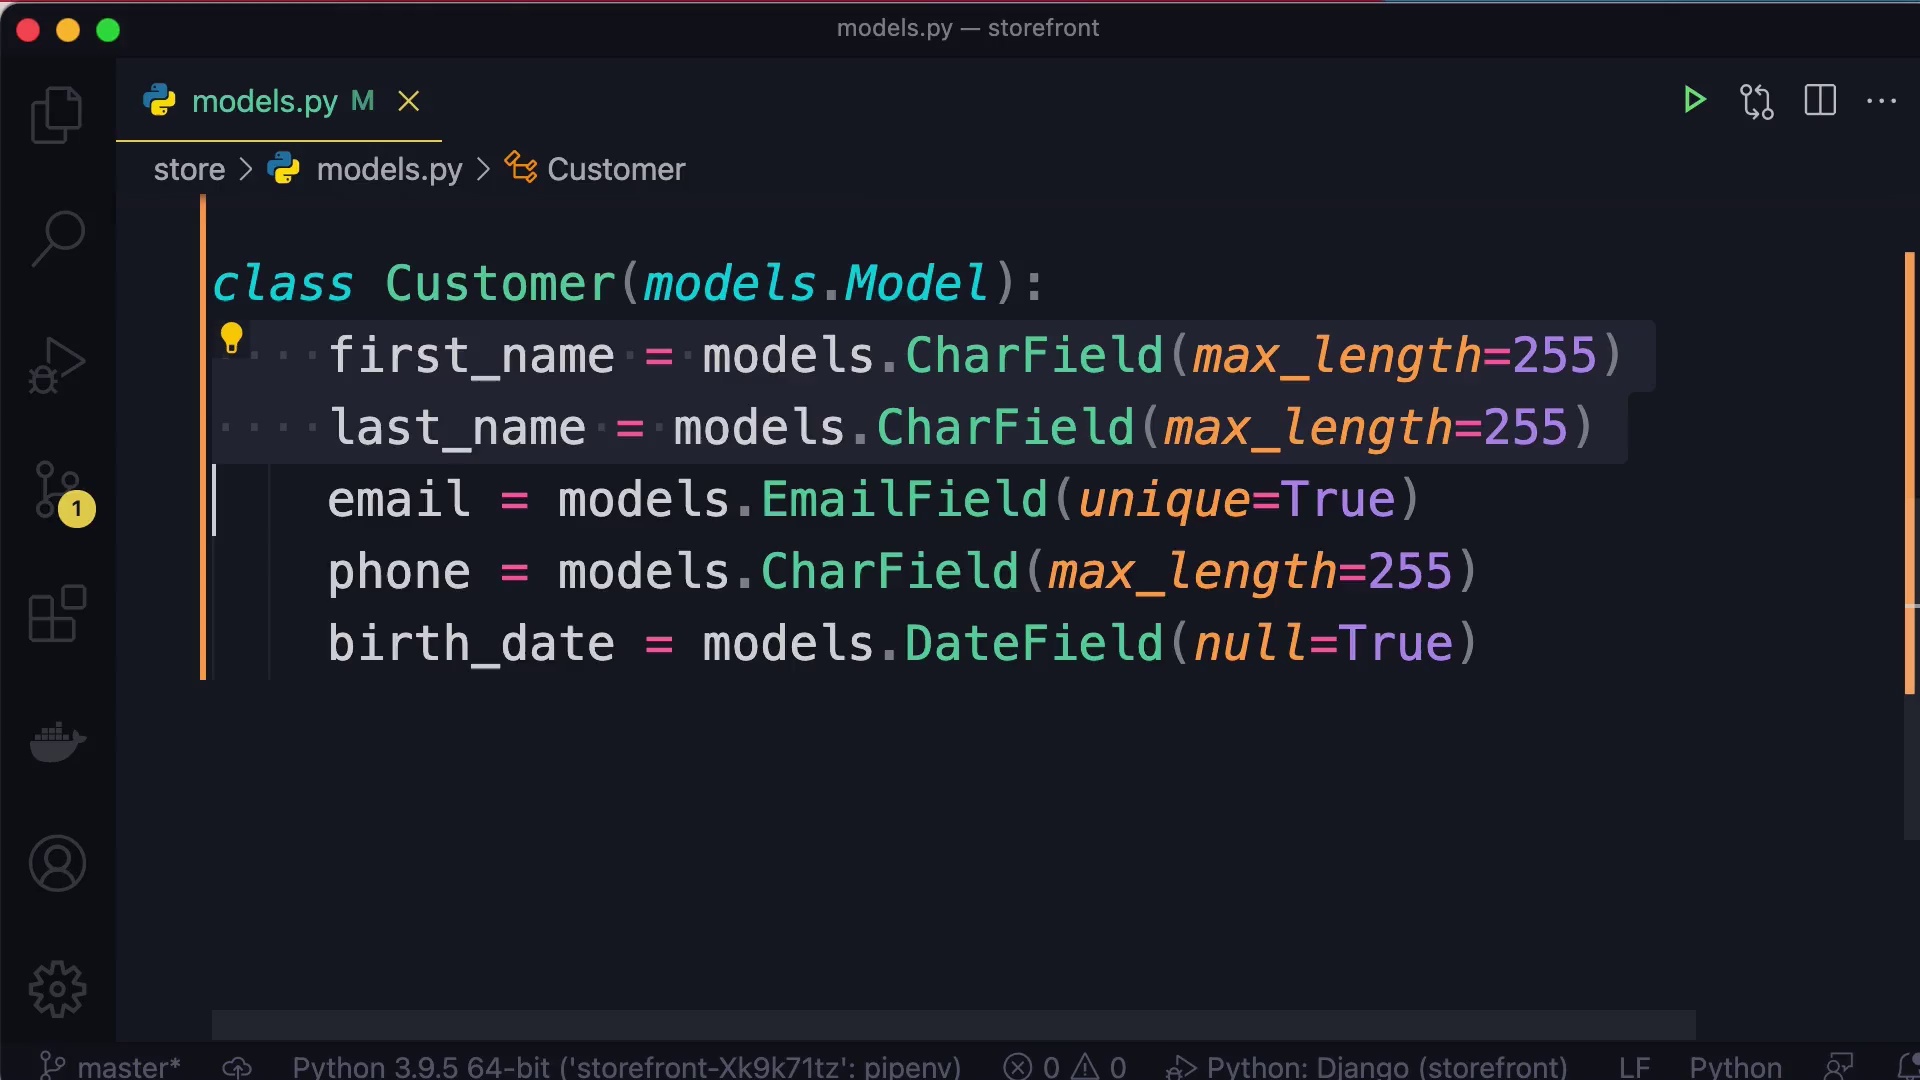 models.py — storefront
models.py M
store > models.py > Customer
class Customer(models.Model):
first_name = models.CharField(max_length=255)
last_name = models.CharField(max_length=255)
email = models.EmailField(unique=True)
phone = models.CharField(max_length=255)
birth_date = models.DateField(null=True)
1
master* Python 3.9.5 64-bit ('storefront-Xk9k71tz': pipenv) 0 0 Python: Django (storefront) LF Python